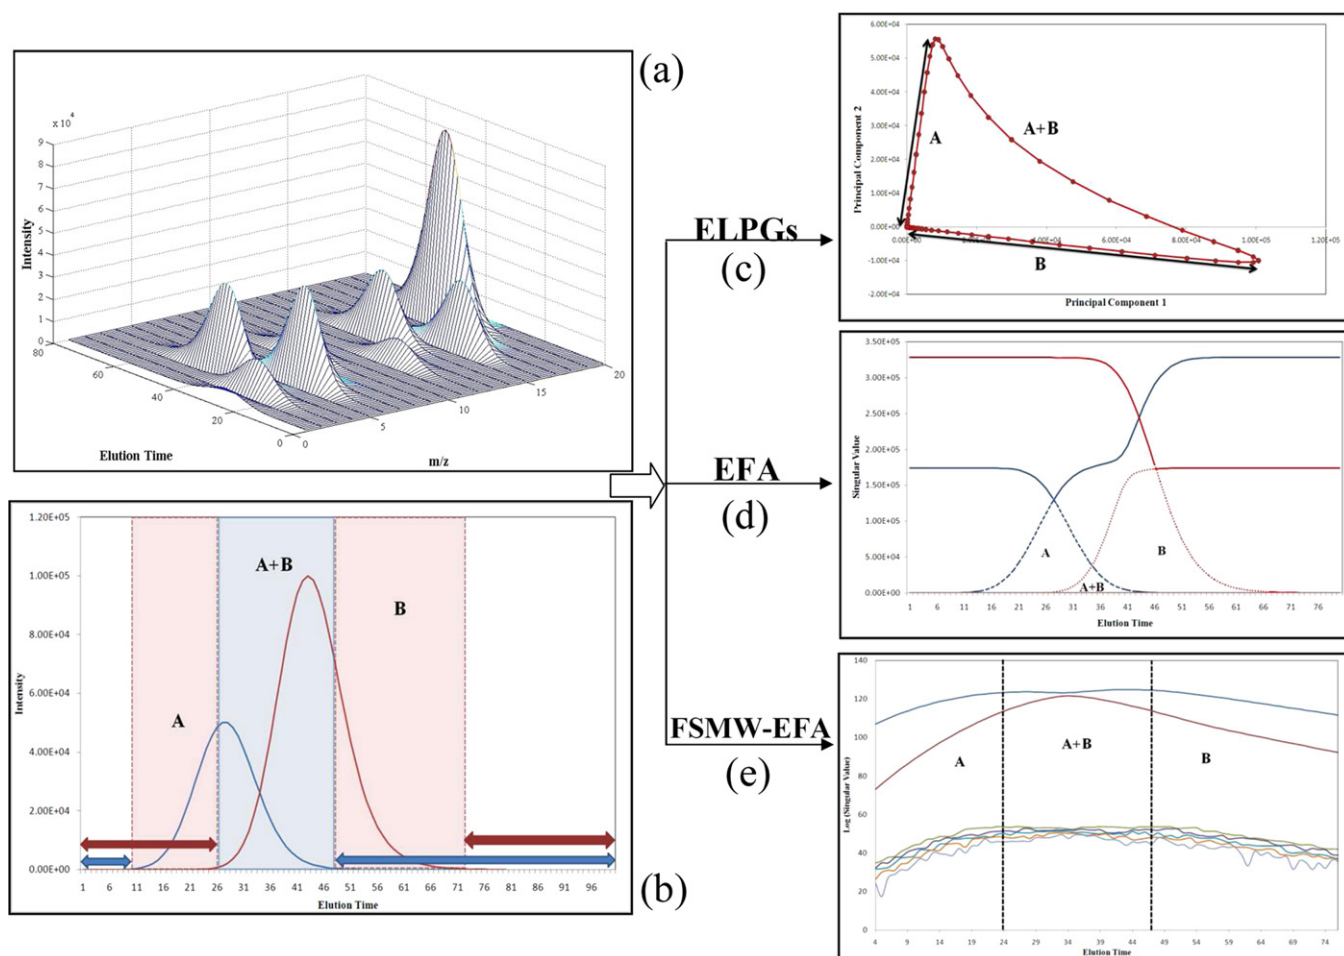 (a)
x 10^4
9
8
7
6
5
4
3
2
1
0
Intensity
80
60
40
20
0
0
5
10
15
20
Elution Time
m/z
1.20E+05
1.00E+05
8.00E+04
6.00E+04
4.00E+04
2.00E+04
0.00E+00
Intensity
A
A+B
B
1 6 11 16 21 26 31 36 41 46 51 56 61 66 71 76 81 86 91 96
Elution Time
(b)
ELPGs
(c)
EFA
(d)
FSMW-EFA
(e)
6.00E+04
5.00E+04
4.00E+04
3.00E+04
2.00E+04
1.00E+04
0.00E+00
-1.00E+04
-2.00E+04
Principal Component 2
A
A+B
B
0.00E+00 4.00E+04 6.00E+04 8.00E+04 1.00E+05 1.20E+05
Principal Component 1
3.50E+05
3.00E+05
2.50E+05
2.00E+05
1.50E+05
1.00E+05
5.00E+04
0.00E+00
Singular Value
A
A+B
B
1 6 11 16 21 26 31 36 41 46 51 56 61 66 71 76
Elution Time
140
120
100
80
60
40
20
0
Log (Singular Value)
A
A+B
B
4 9 14 19 24 29 34 39 44 49 54 59 64 69 74
Elution Time